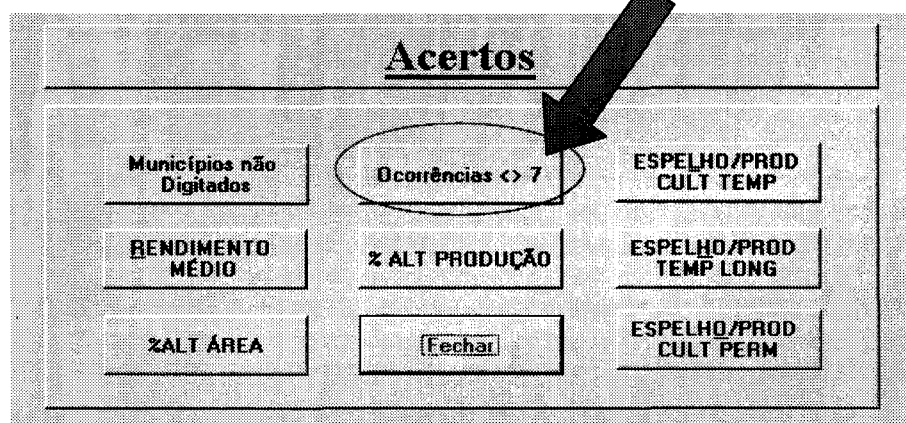 Acertos
Municípios não
Digitados
Ocorrências <> 7
ESPELHO/PROD
CULT TEMP
RENDIMENTO
MÉDIO
% ALT PRODUÇÃO
ESPELHO/PROD
TEMP LONG
%ALT ÁREA
Fechar
ESPELHO/PROD
CULT PERM